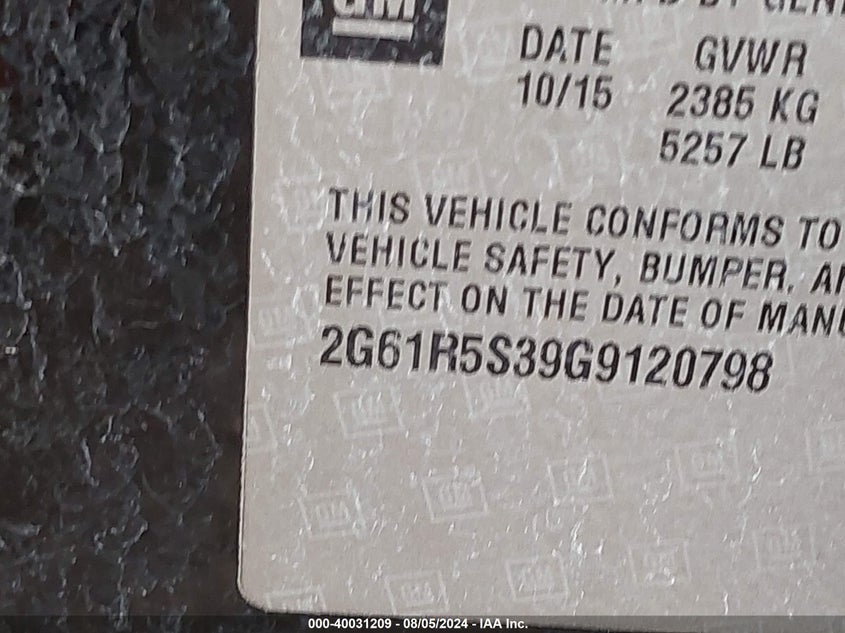 GM
DATE GVWR
10/15 2385 KG
5257 LB
THIS VEHICLE CONFORMS TO
VEHICLE SAFETY, BUMPER,
EFFECT ON THE DATE OF
2G61R5S39G9120798
000-40031209 - 08/05/2024 - IAA Inc.